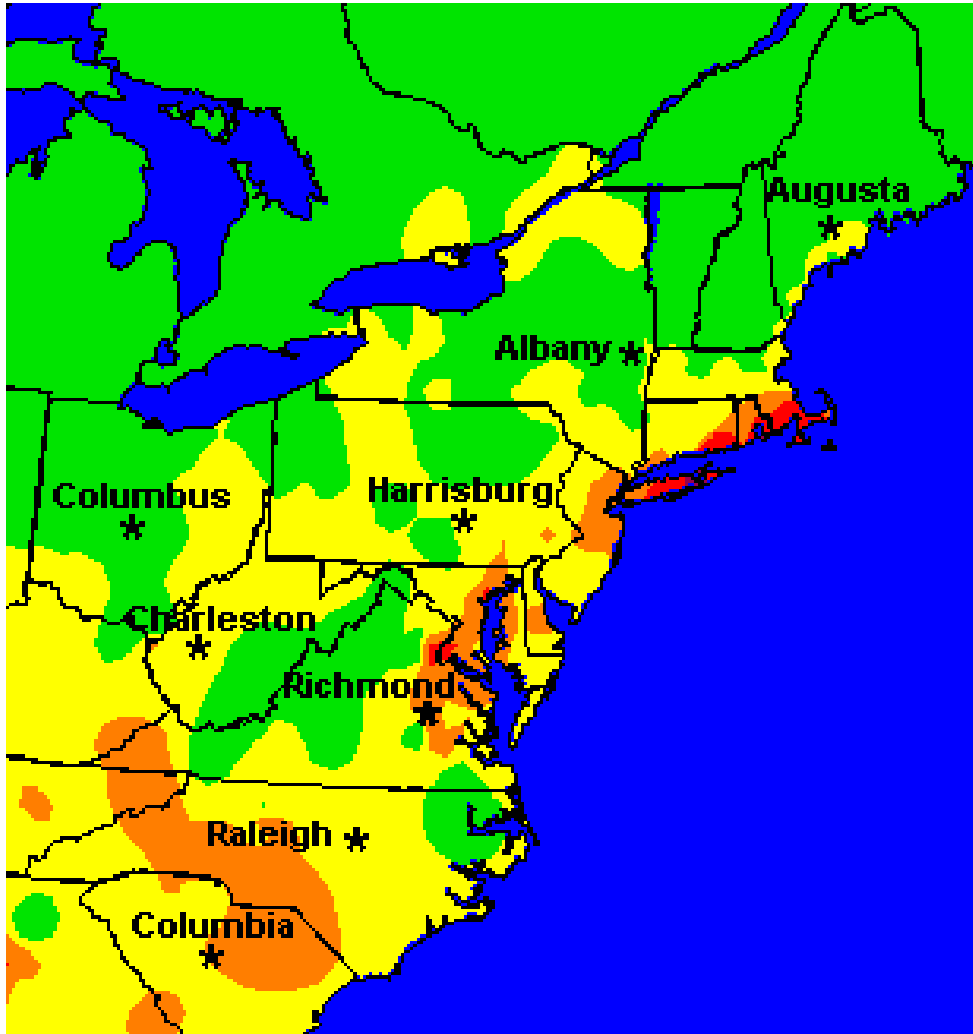 Augusta
Albany
Columbus
Harrisburg
Charleston
Richmond
Raleigh
Columbia